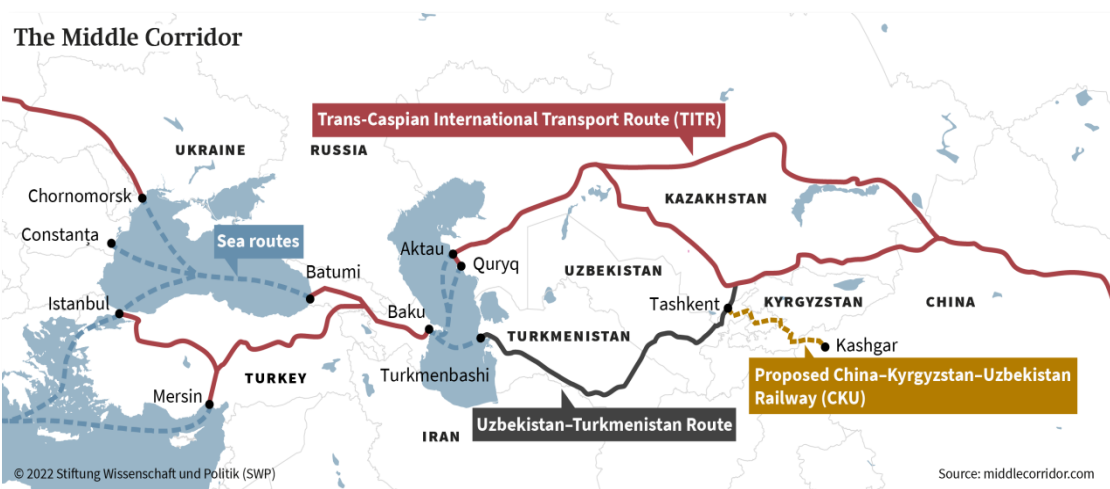 The Middle Corridor
Trans-Caspian International Transport Route (TITR)
UKRAINE
RUSSIA
Chornomorsk
KAZAKHSTAN
Constanța
Sea routes
Aktau
Quryq
Batumi
UZBEKISTAN
Istanbul
Tashkent
KYRGYZSTAN
CHINA
Baku
TURKMENISTAN
Kashgar
Turkmenbashi
TURKEY
Mersin
Proposed China–Kyrgyzstan–Uzbekistan
Railway (CKU)
Uzbekistan–Turkmenistan Route
IRAN
© 2022 Stiftung Wissenschaft und Politik (SWP)
Source: middlecorridor.com